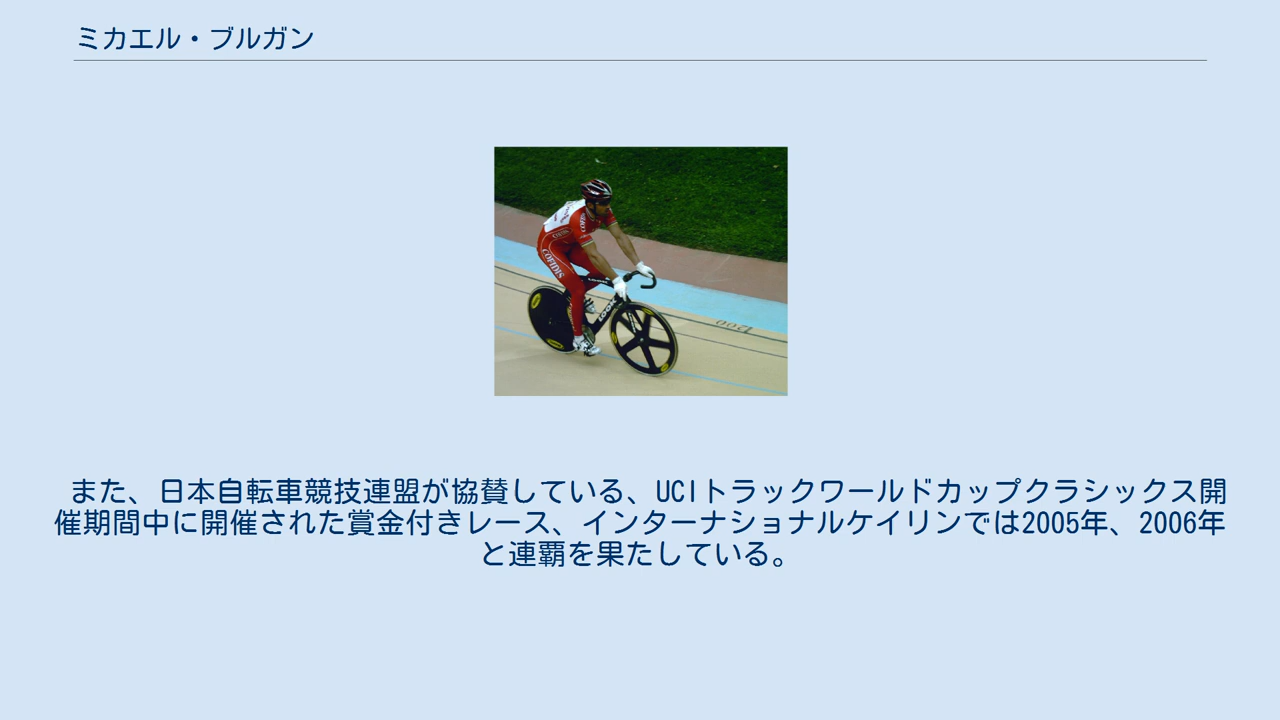 ミカエル・ブルガン
COFIDIS
LOOK
また、日本自転車競技連盟が協賛している、UCIトラックワールドカップクラシックス開
催期間中に開催された賞金付きレース、インターナショナルケイリンでは2005年、2006年
と連覇を果たしている。